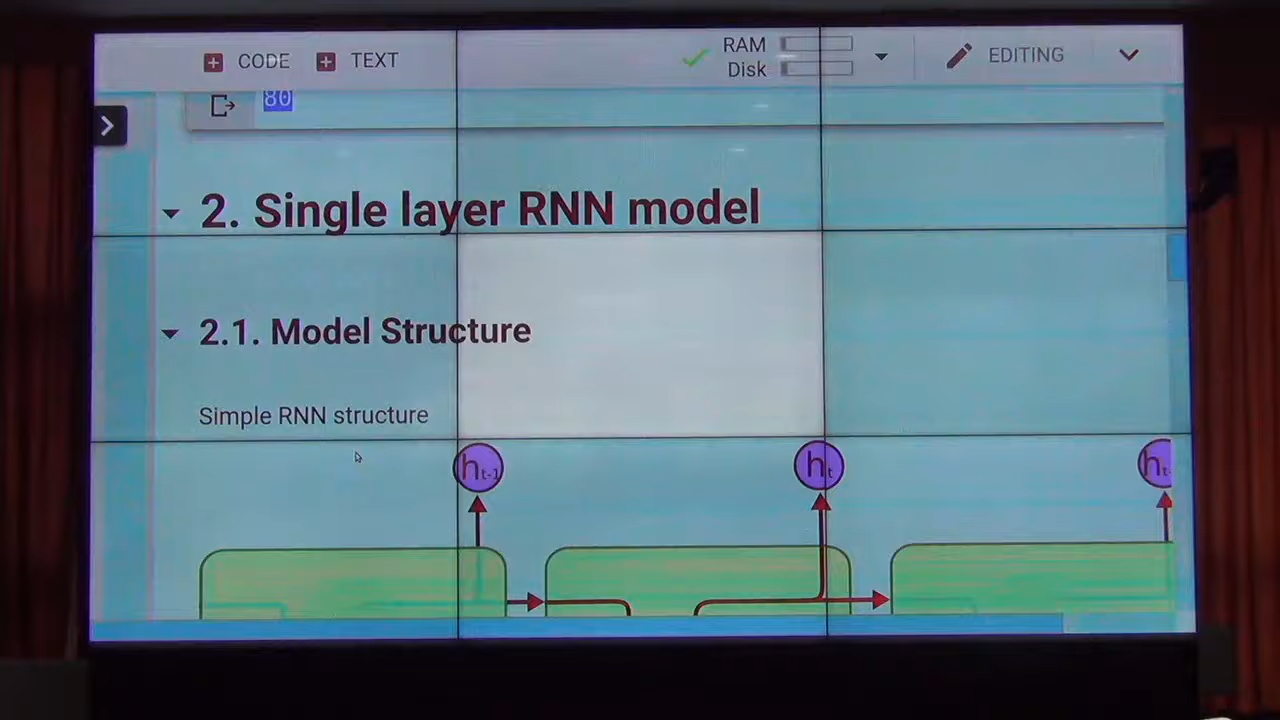 CODE TEXT RAM EDITING
Disk
80
2. Single layer RNN model
2.1. Model Structure
Simple RNN structure
ht-1 ht ht-